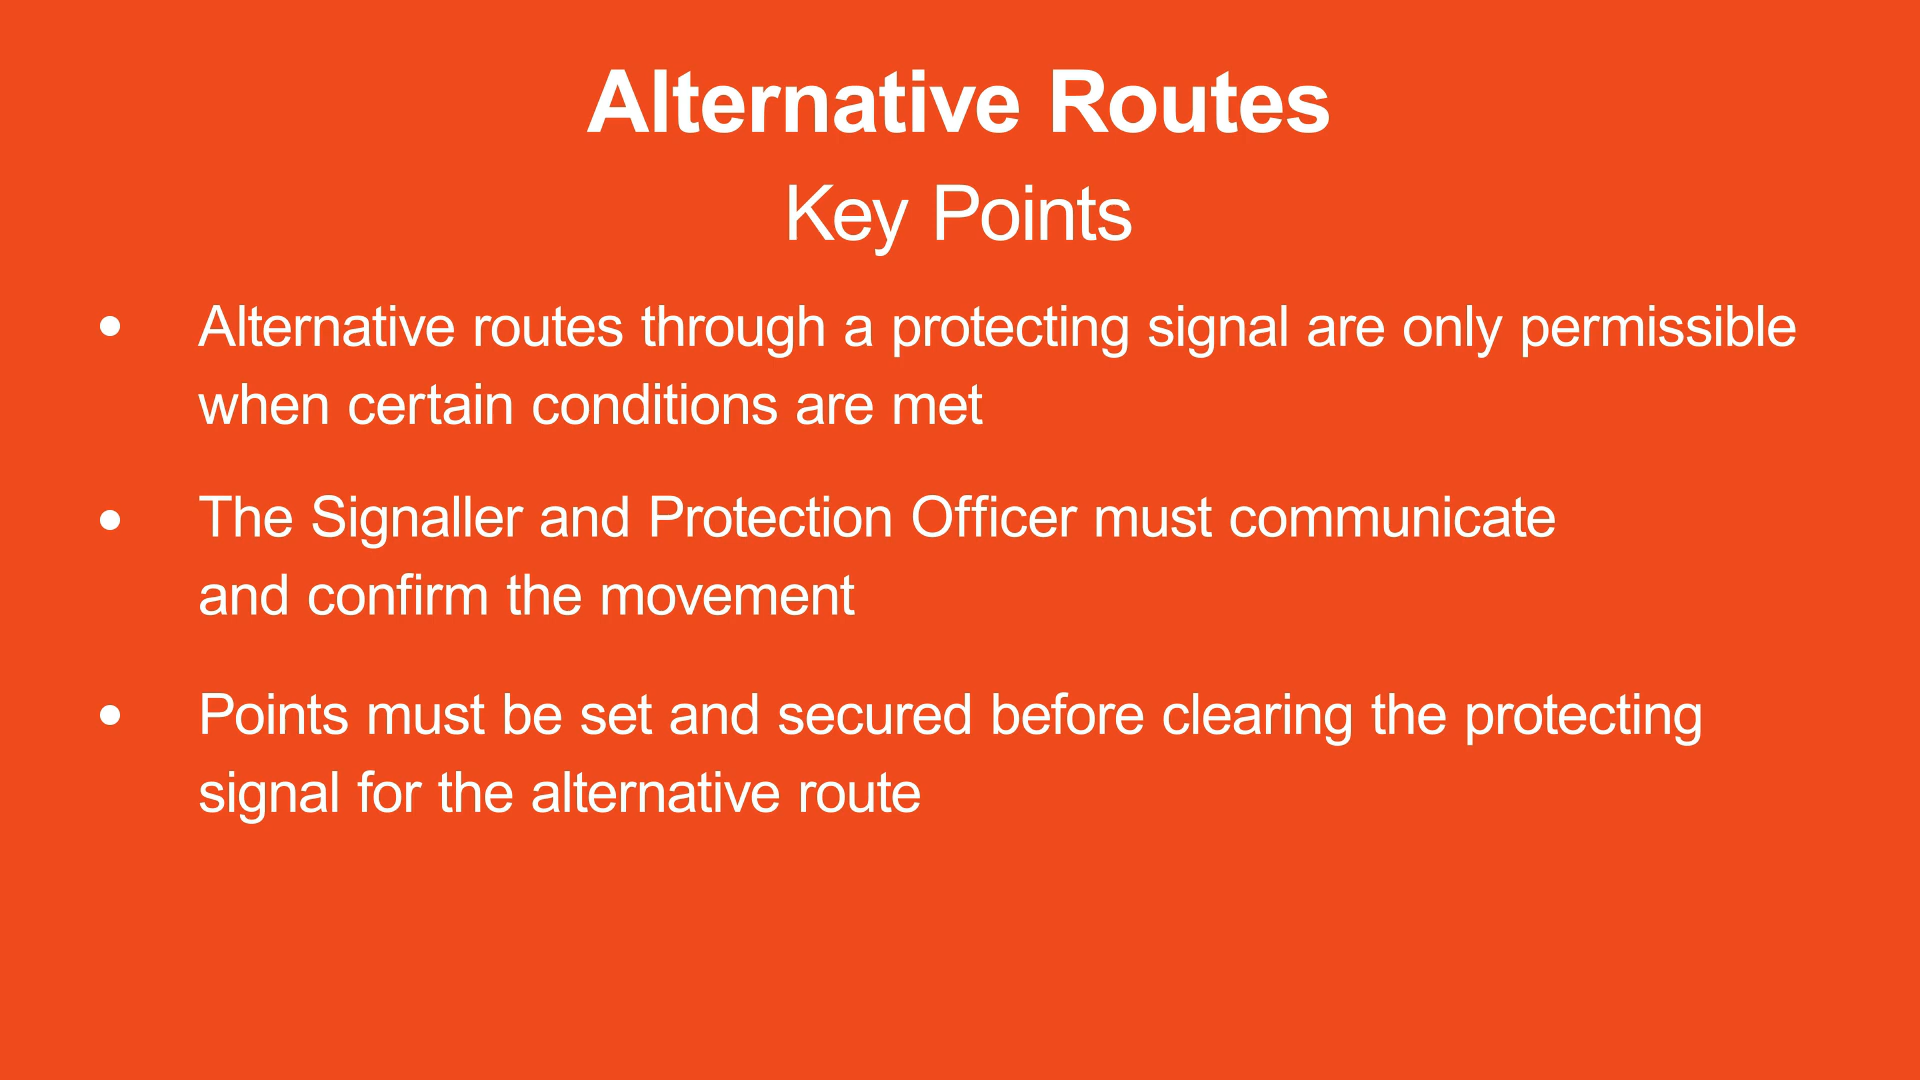 Alternative Routes
Key Points
• Alternative routes through a protecting signal are only permissible
when certain conditions are met
• The Signaller and Protection Officer must communicate
and confirm the movement
• Points must be set and secured before clearing the protecting
signal for the alternative route